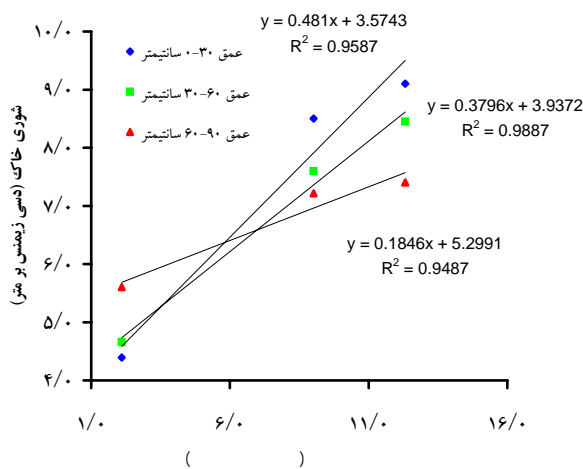 y = 0.481x + 3.5743
R² = 0.9587
عمق ۰-۳۰ سانتیمتر
عمق ۳۰-۶۰ سانتیمتر
عمق ۶۰-۹۰ سانتیمتر
y = 0.3796x + 3.9372
R² = 0.9887
y = 0.1846x + 5.2991
R² = 0.9487
شوری خاک (دسی زیمنس بر متر)
۱۰/۰
۹/۰
۸/۰
۷/۰
۶/۰
۵/۰
۴/۰
۱/۰ ۶/۰ ۱۱/۰ ۱۶/۰
( )